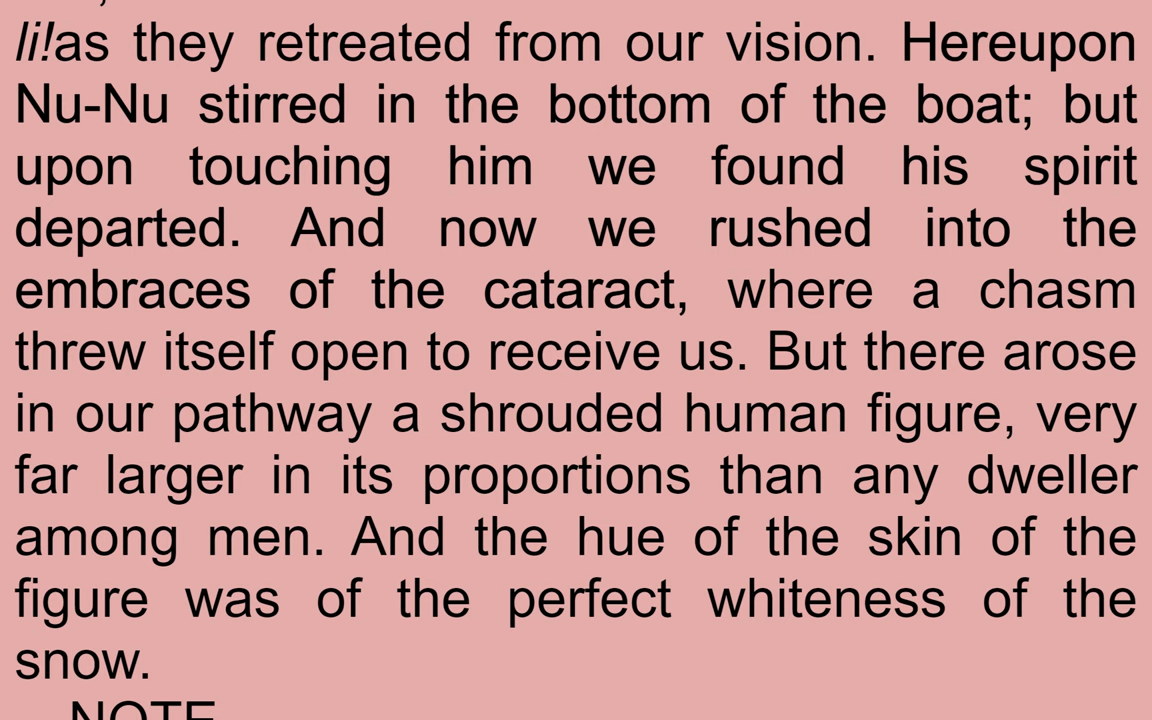 li!as they retreated from our vision. Hereupon
Nu-Nu stirred in the bottom of the boat; but
upon touching him we found his spirit
departed. And now we rushed into the
embraces of the cataract, where a chasm
threw itself open to receive us. But there arose
in our pathway a shrouded human figure, very
far larger in its proportions than any dweller
among men. And the hue of the skin of the
figure was of the perfect whiteness of the
snow.
NOTE